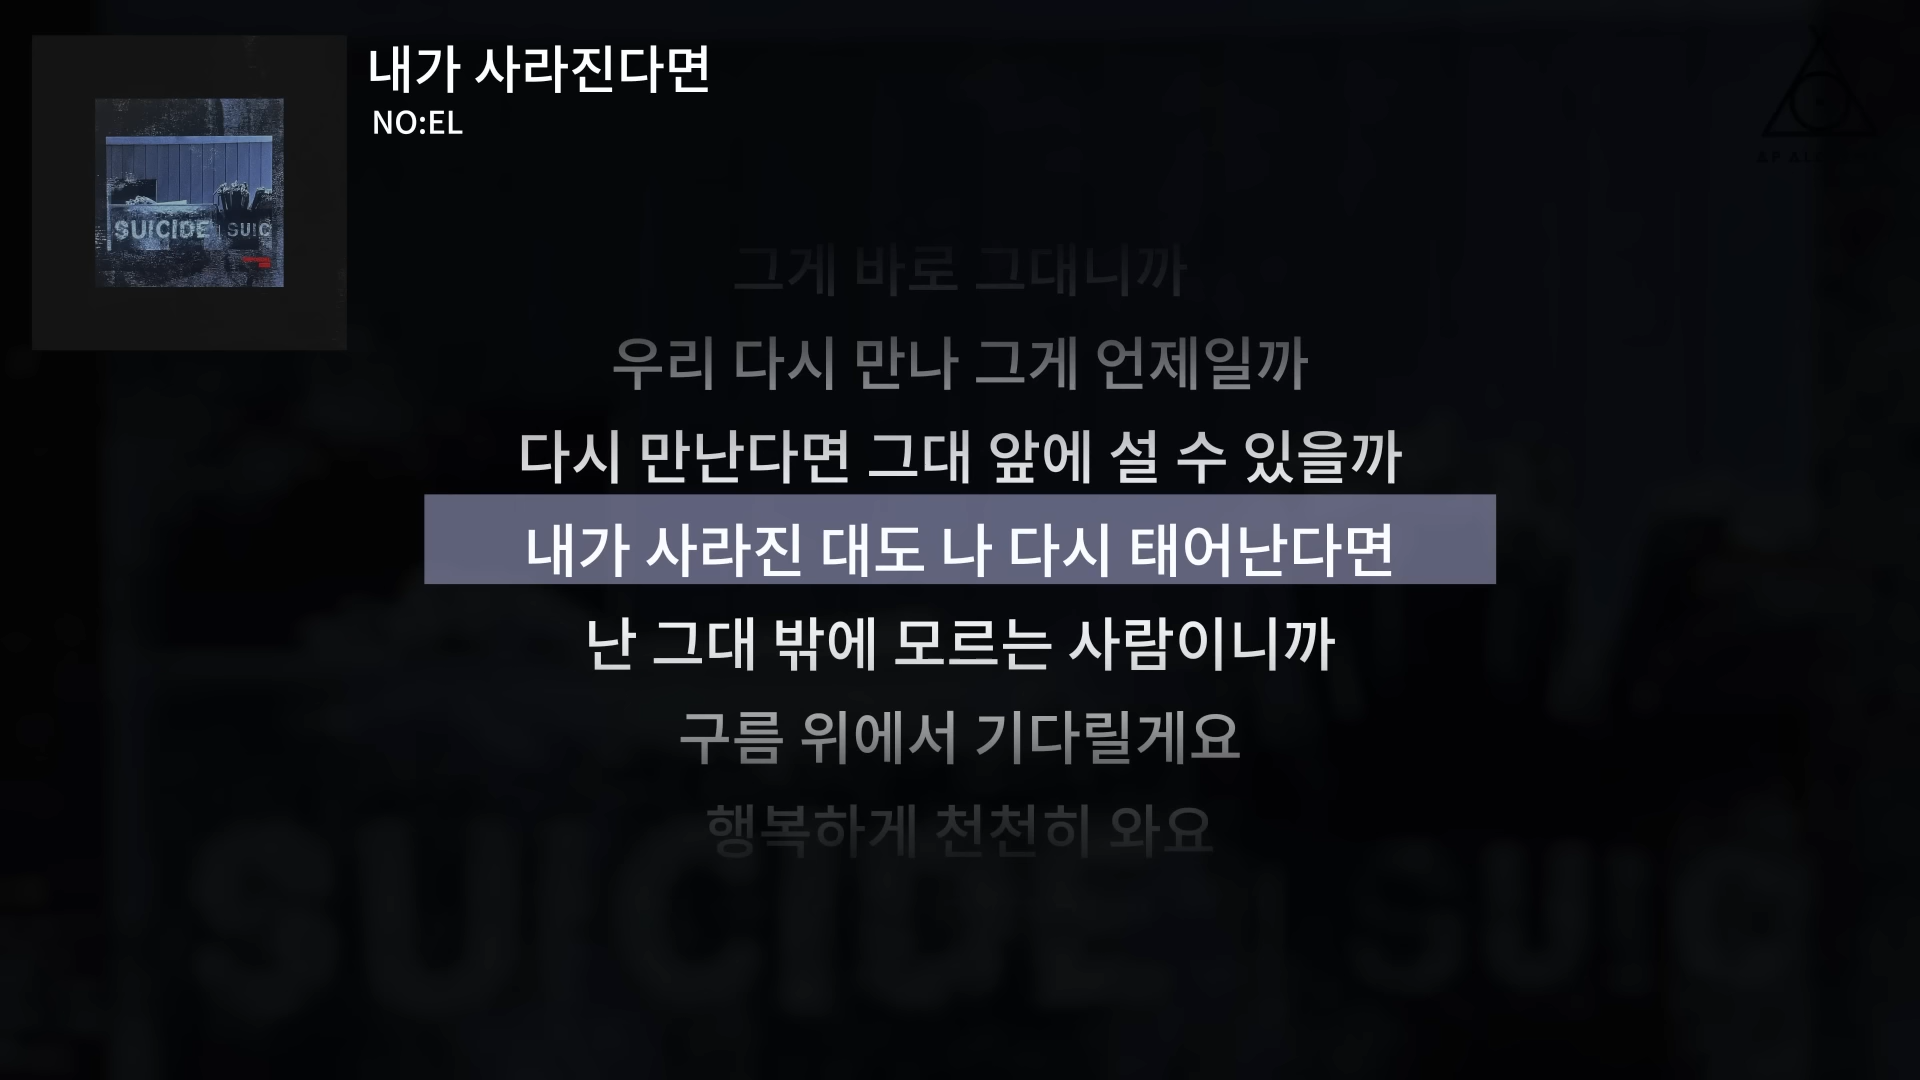 내가 사라진다면
NO:EL
SUICIDE SUIC
그게 바로 그대니까
우리 다시 만나 그게 언제일까
다시 만난다면 그대 앞에 설 수 있을까
내가 사라진 대도 나 다시 태어난다면
난 그대 밖에 모르는 사람이니까
구름 위에서 기다릴게요
행복하게 천천히 와요
SUICIDE SUIC